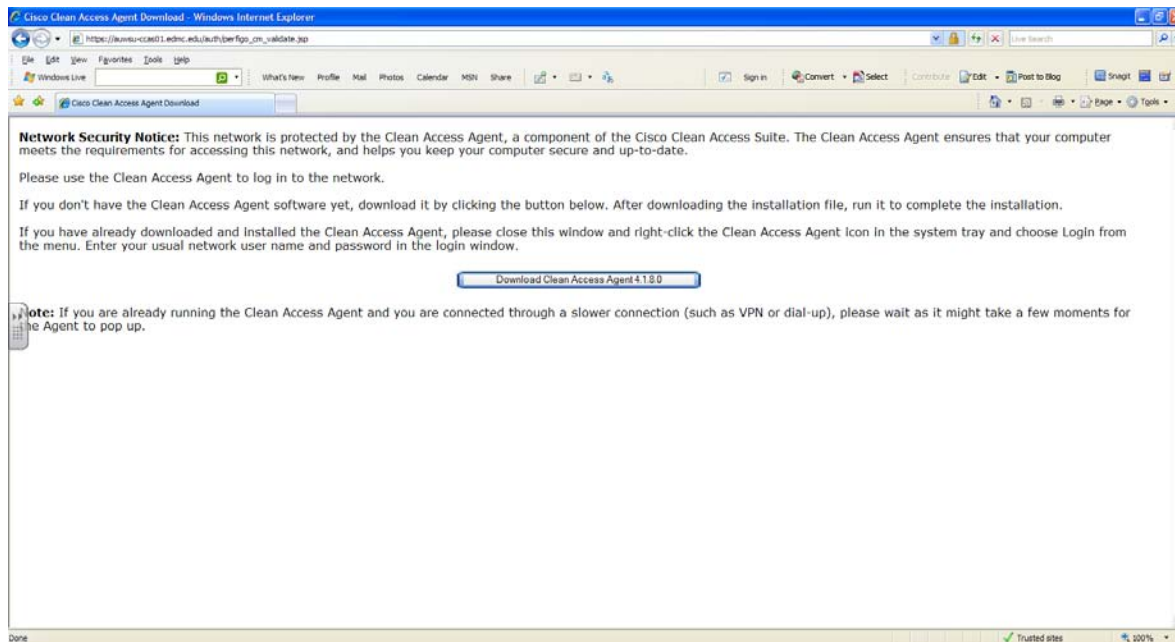 Cisco Clean Access Agent Download - Windows Internet Explorer
https://auwsu-ccas01.edmc.edu/auth/perfigo_cm_validate.jsp
Live Search
File Edit View Favorites Tools Help
Windows Live What's New Profile Mail Photos Calendar MSN Share Sign in Convert Select Contribute Edit Post to Blog Snagit
Cisco Clean Access Agent Download Page Tools
Network Security Notice: This network is protected by the Clean Access Agent, a component of the Cisco Clean Access Suite. The Clean Access Agent ensures that your computer
meets the requirements for accessing this network, and helps you keep your computer secure and up-to-date.
Please use the Clean Access Agent to log in to the network.
If you don't have the Clean Access Agent software yet, download it by clicking the button below. After downloading the installation file, run it to complete the installation.
If you have already downloaded and installed the Clean Access Agent, please close this window and right-click the Clean Access Agent icon in the system tray and choose Login from
the menu. Enter your usual network user name and password in the login window.
Download Clean Access Agent 4.1.8.0
Note: If you are already running the Clean Access Agent and you are connected through a slower connection (such as VPN or dial-up), please wait as it might take a few moments for
the Agent to pop up.
Done Trusted sites 100%